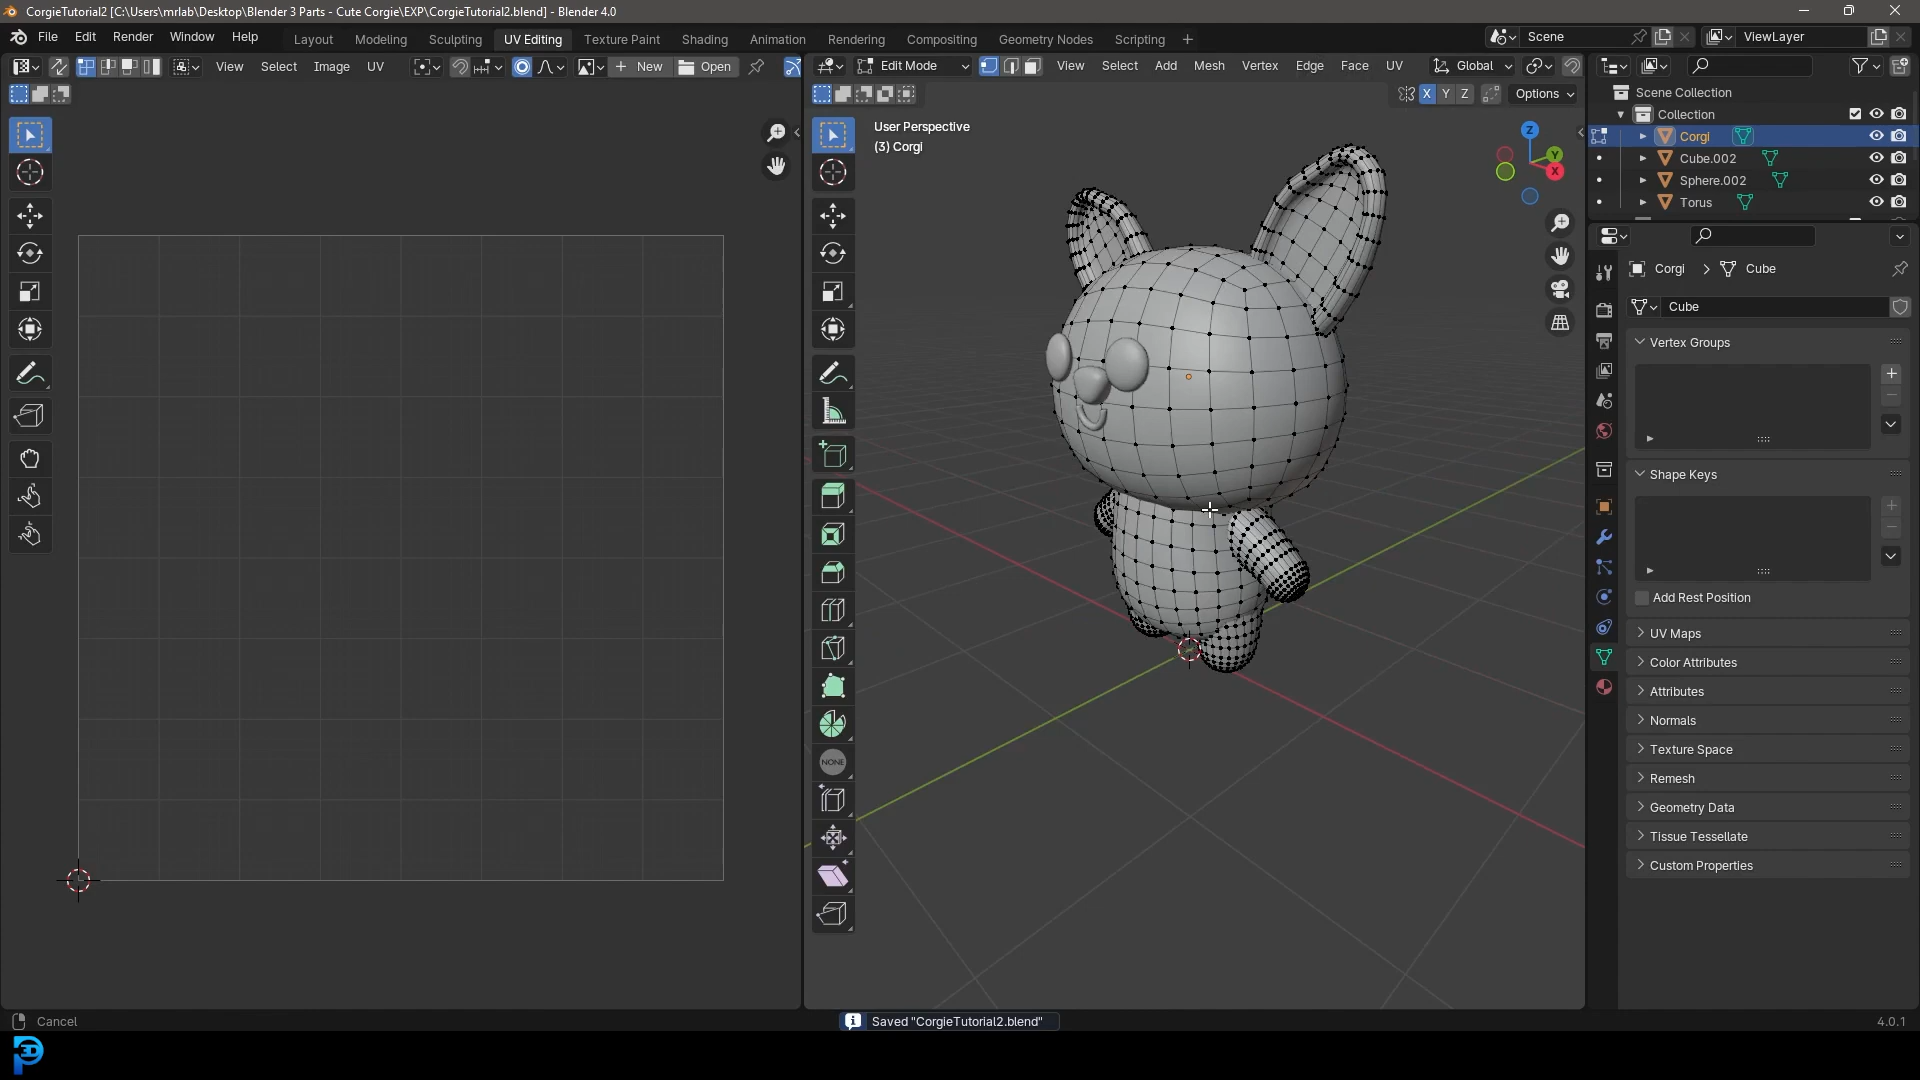 CorgieTutorial2 [C:\Users\mrlab\Desktop\Blender 3 Parts - Cute Corgie\EXP\CorgieTutorial2.blend] - Blender 4.0
File Edit Render Window Help Layout Modeling Sculpting UV Editing Texture Paint Shading Animation Rendering Compositing Geometry Nodes Scripting + Scene ViewLayer
View Select Image UV New Open
Edit Mode View Select Add Mesh Vertex Edge Face UV Global
X Y Z Options
User Perspective
(3) Corgi
Z
Y
X
NONE
Scene Collection
Collection
Corgi
Cube.002
Sphere.002
Torus
Corgi > Cube
Cube
Vertex Groups
Shape Keys
Add Rest Position
UV Maps
Color Attributes
Attributes
Normals
Texture Space
Remesh
Geometry Data
Tissue Tessellate
Custom Properties
Cancel
Saved "CorgieTutorial2.blend"
4.0.1
3D